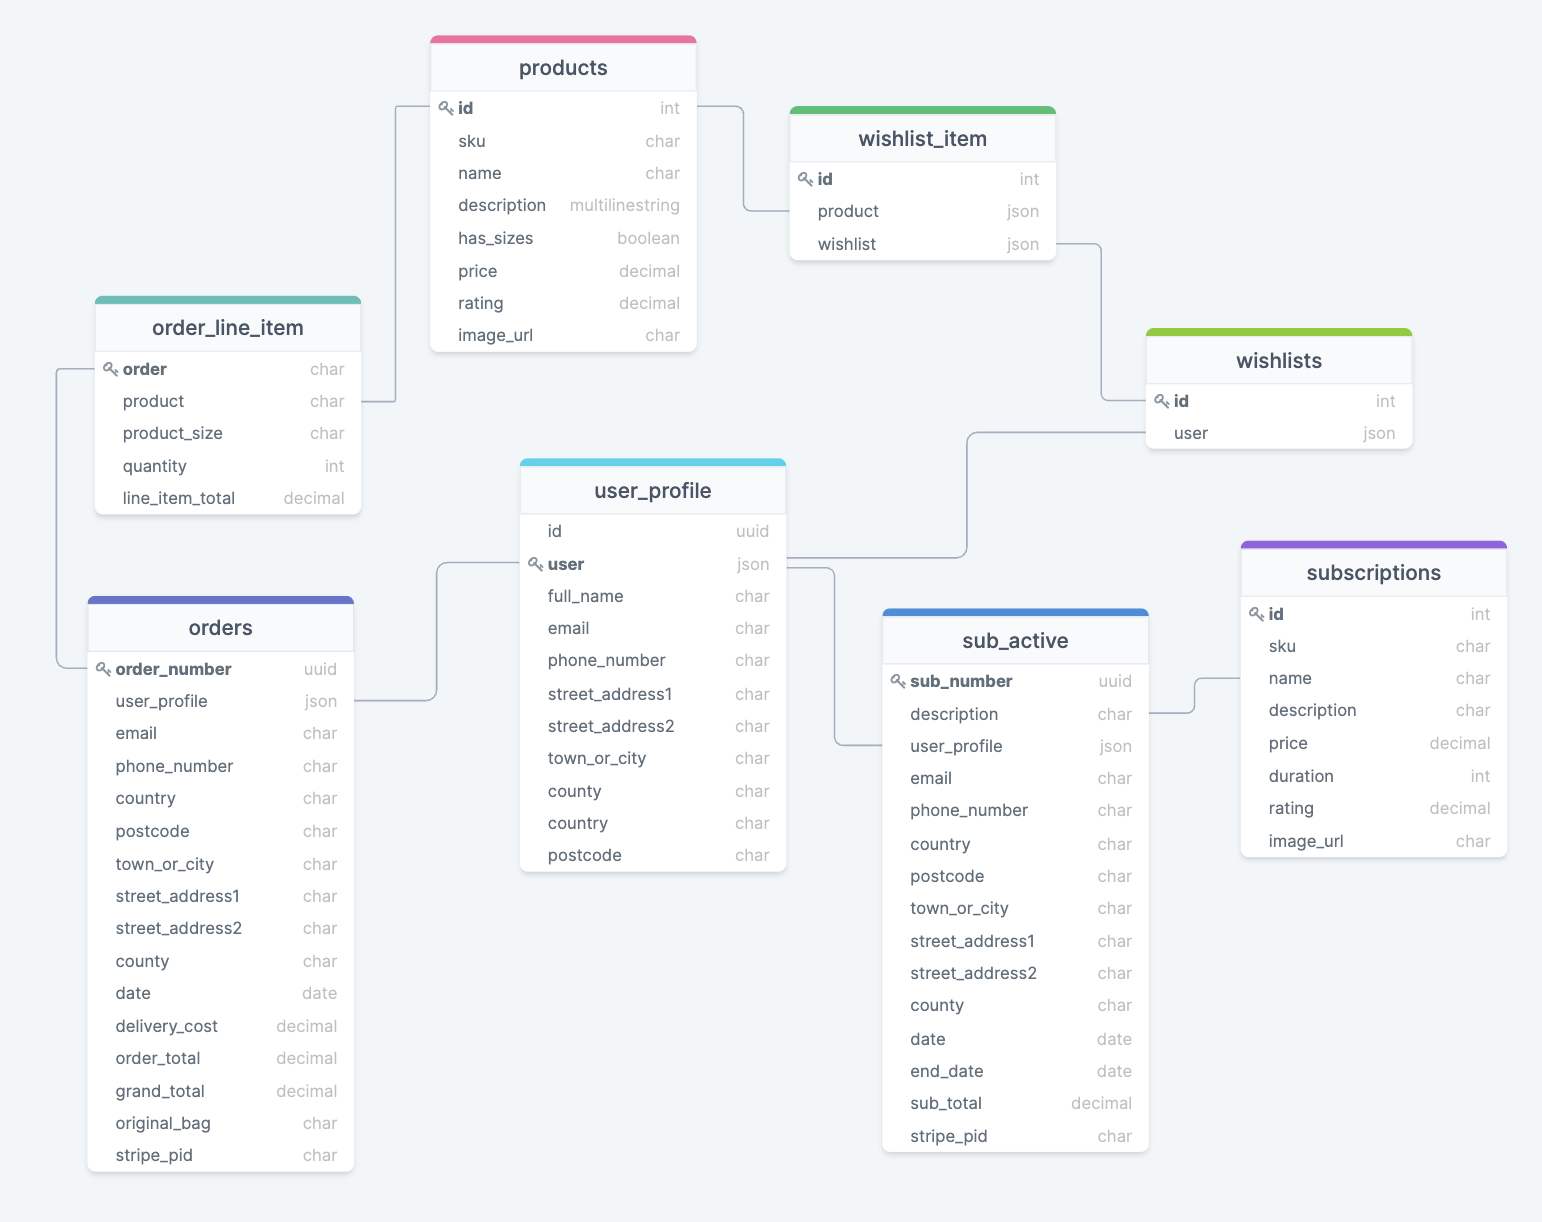 products
id int
sku char
name char
description multilinestring
has_sizes boolean
price decimal
rating decimal
image_url char
wishlist_item
id int
product json
wishlist json
order_line_item
order char
product char
product_size char
quantity int
line_item_total decimal
wishlists
id int
user json
user_profile
id uuid
user json
full_name char
email char
phone_number char
street_address1 char
street_address2 char
town_or_city char
county char
country char
postcode char
subscriptions
id int
sku char
name char
description char
price decimal
duration int
rating decimal
image_url char
orders
order_number uuid
user_profile json
email char
phone_number char
country char
postcode char
town_or_city char
street_address1 char
street_address2 char
county char
date date
delivery_cost decimal
order_total decimal
grand_total decimal
original_bag char
stripe_pid char
sub_active
sub_number uuid
description char
user_profile json
email char
phone_number char
country char
postcode char
town_or_city char
street_address1 char
street_address2 char
county char
date date
end_date date
sub_total decimal
stripe_pid char